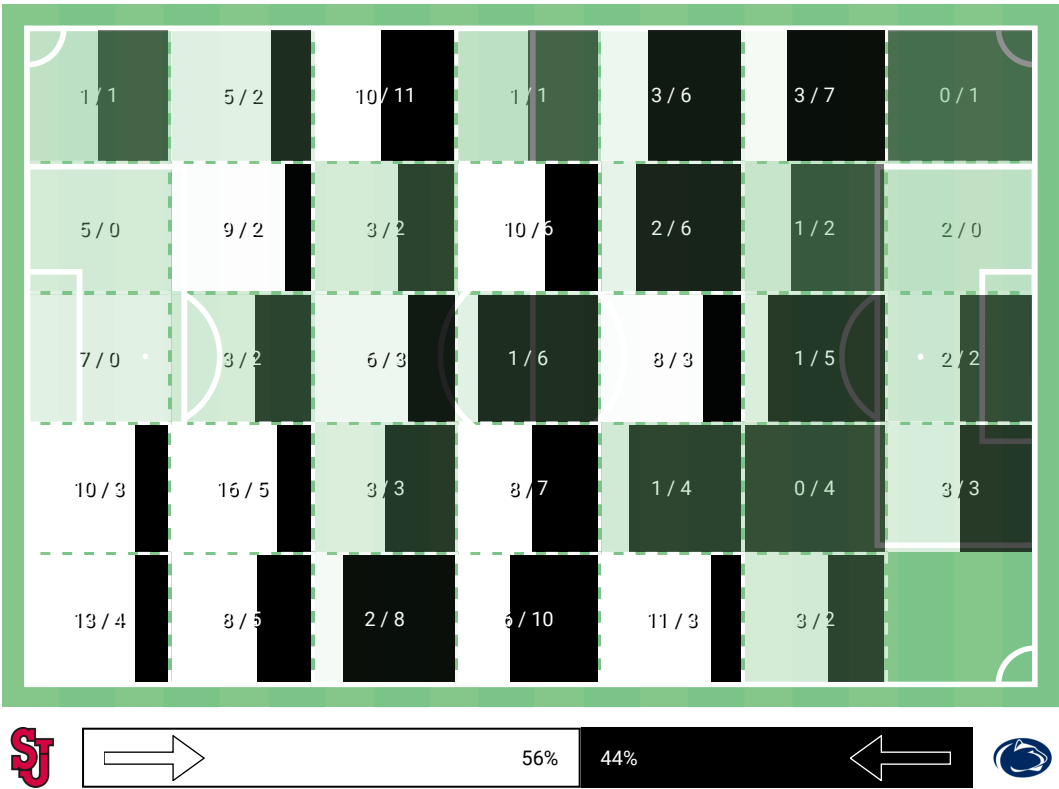 1 / 1 5 / 2 10 / 11 1 / 1 3 / 6 3 / 7 0 / 1
5 / 0 9 / 2 3 / 2 10 / 6 2 / 6 1 / 2 2 / 0
7 / 0 3 / 2 6 / 3 1 / 6 8 / 3 1 / 5 2 / 2
10 / 3 16 / 5 3 / 3 8 / 7 1 / 4 0 / 4 3 / 3
13 / 4 8 / 5 2 / 8 6 / 10 11 / 3 3 / 2
SJ 56% 44%